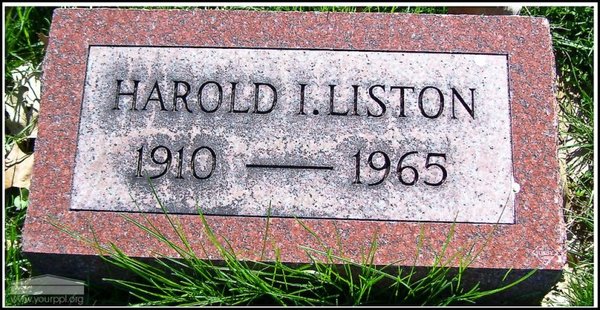 HAROLD I. LISTON
1910 — 1965
www.yourppl.org